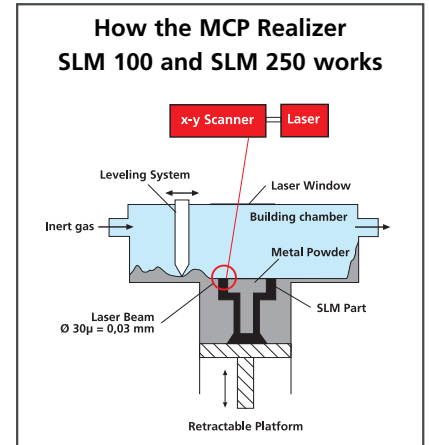 How the MCP Realizer
SLM 100 and SLM 250 works
x-y Scanner
Laser
Leveling System
Laser Window
Inert gas
Building chamber
Metal Powder
SLM Part
Laser Beam
Ø 30µ = 0,03 mm
Retractable Platform